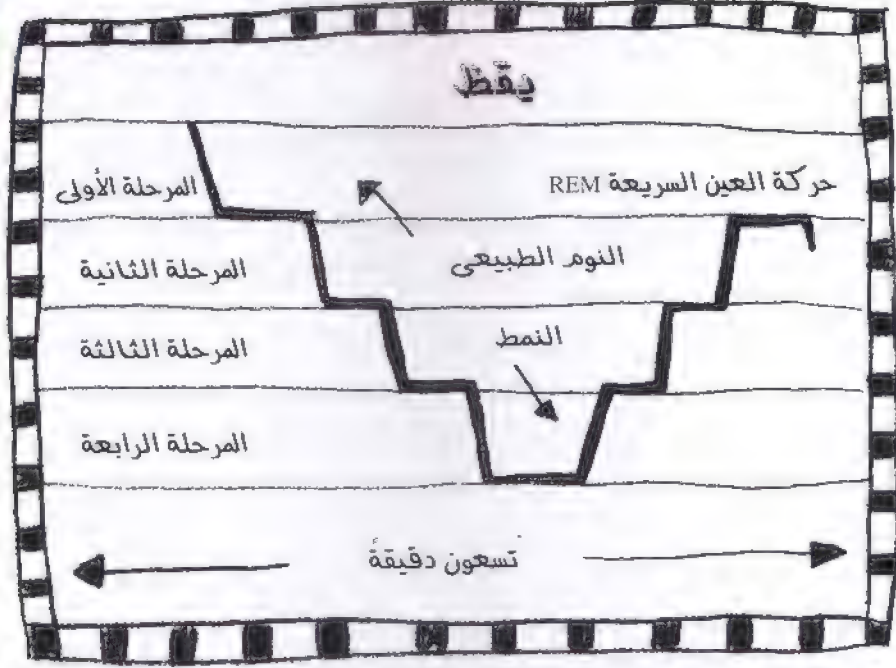 يقظ
حركة العين السريعة REM
المرحلة الأولى
النوم الطبيعي
المرحلة الثانية
النمط
المرحلة الثالثة
المرحلة الرابعة
تسعون دقيقة